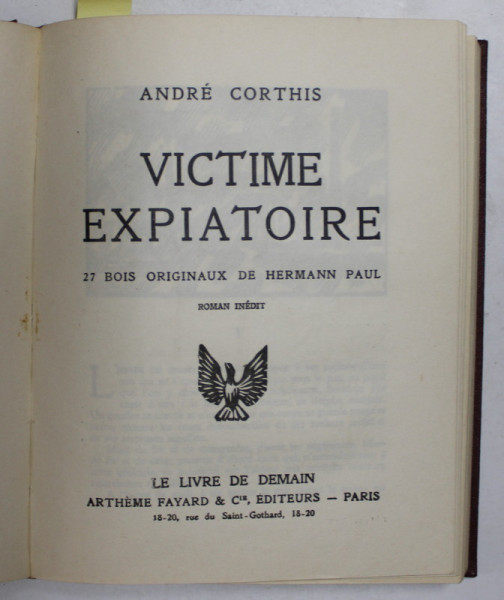 ANDRÉ CORTHIS
VICTIME
EXPIATOIRE
27 BOIS ORIGINAUX DE HERMANN PAUL
ROMAN INÉDIT
LE LIVRE DE DEMAIN
ARTHÈME FAYARD & Cⁱᵉ, ÉDITEURS — PARIS
18-20, rue du Saint-Gothard, 18-20